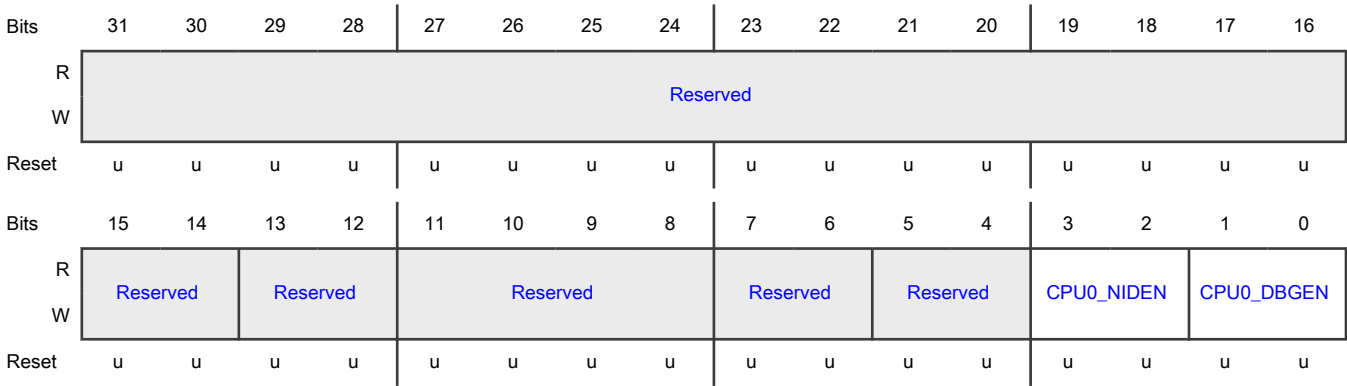 Bits 31 30 29 28 27 26 25 24 23 22 21 20 19 18 17 16
R
Reserved
W
Reset u u u u u u u u u u u u u u u u
Bits 15 14 13 12 11 10 9 8 7 6 5 4 3 2 1 0
R
Reserved Reserved Reserved Reserved Reserved CPU0_NIDEN CPU0_DBGEN
W
Reset u u u u u u u u u u u u u u u u